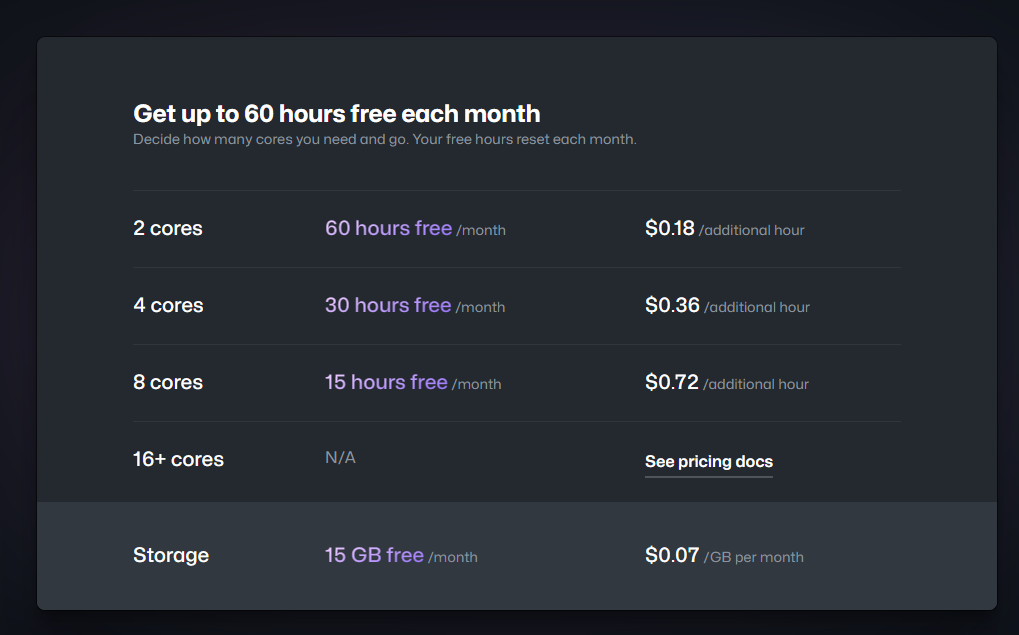 Get up to 60 hours free each month
Decide how many cores you need and go. Your free hours reset each month.
2 cores 60 hours free /month $0.18 /additional hour
4 cores 30 hours free /month $0.36 /additional hour
8 cores 15 hours free /month $0.72 /additional hour
16+ cores N/A See pricing docs
Storage 15 GB free /month $0.07 /GB per month